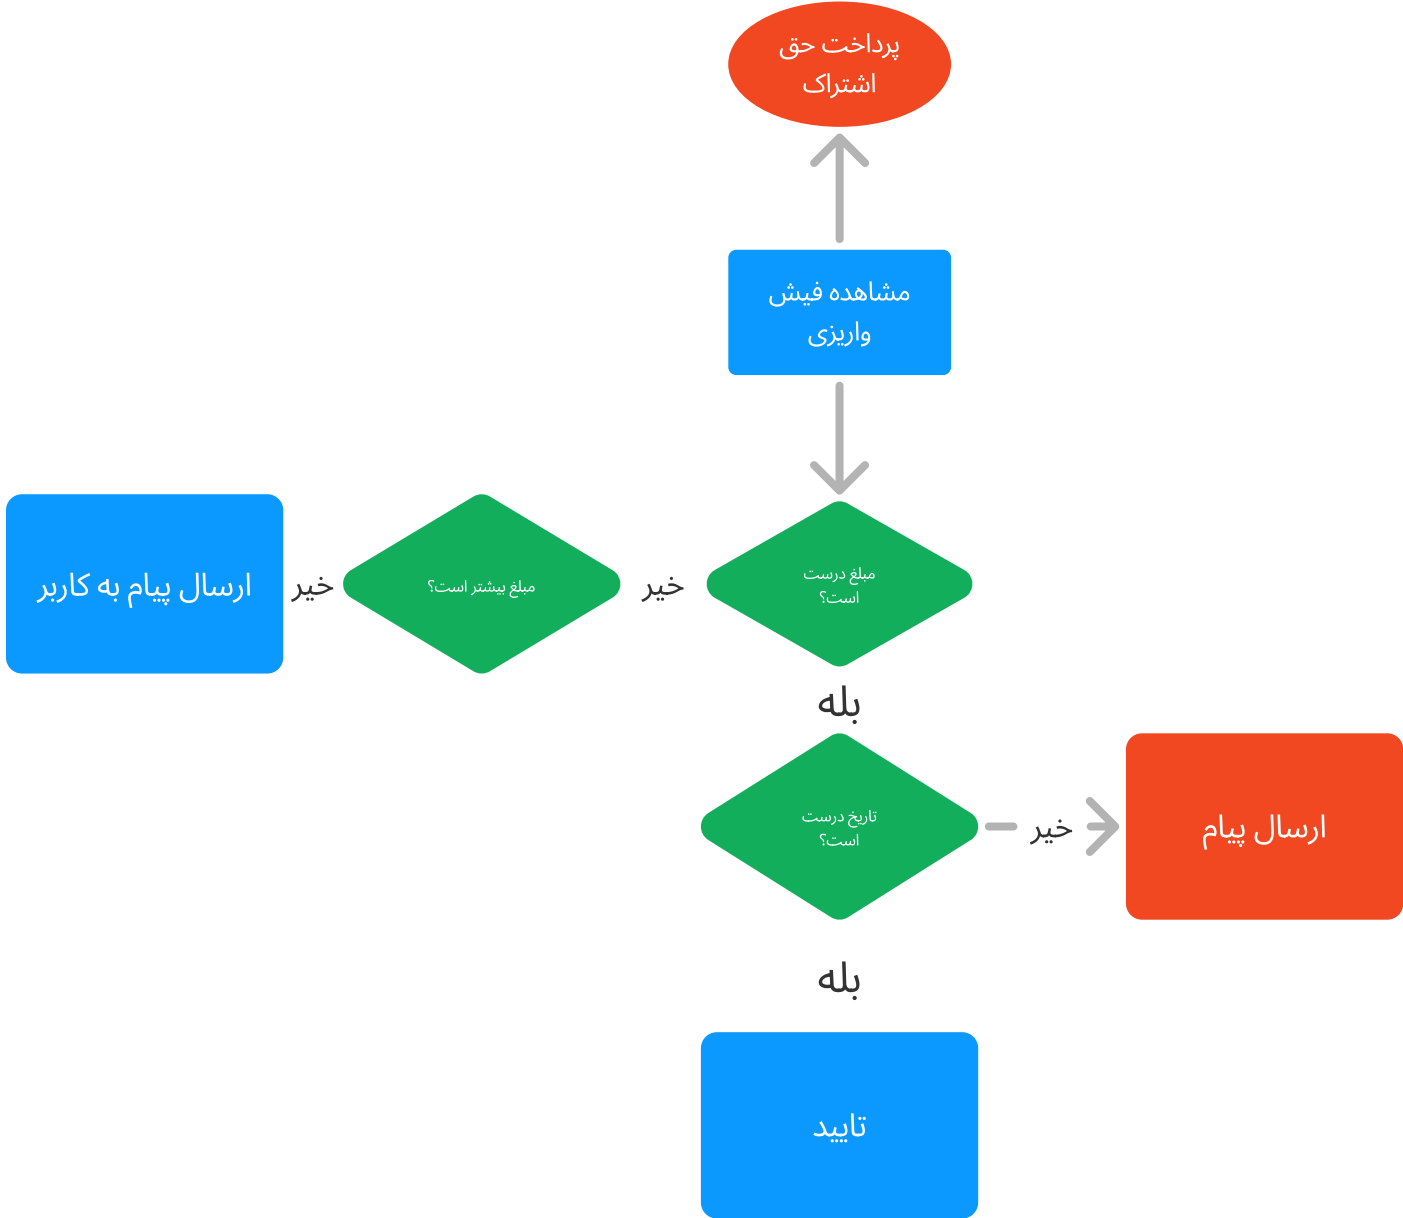 پرداخت حق
اشتراک
مشاهده فیش
واریزی
مبلغ درست
است؟
خیر
مبلغ بیشتر است؟
خیر
ارسال پیام به کاربر
بله
تاریخ درست
است؟
خیر
ارسال پیام
بله
تایید